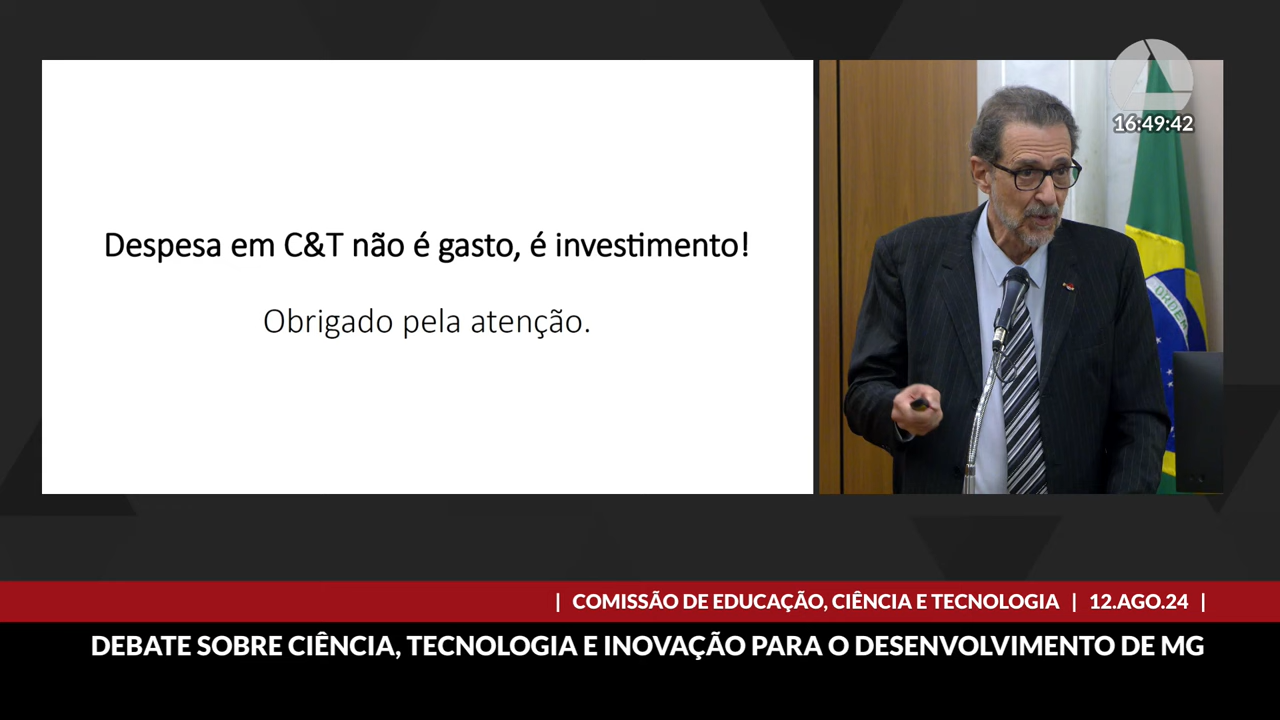 Despesa em C&T não é gasto, é investimento!
Obrigado pela atenção.
16:49:42
ORDEM
| COMISSÃO DE EDUCAÇÃO, CIÊNCIA E TECNOLOGIA | 12.AGO.24 |
DEBATE SOBRE CIÊNCIA, TECNOLOGIA E INOVAÇÃO PARA O DESENVOLVIMENTO DE MG